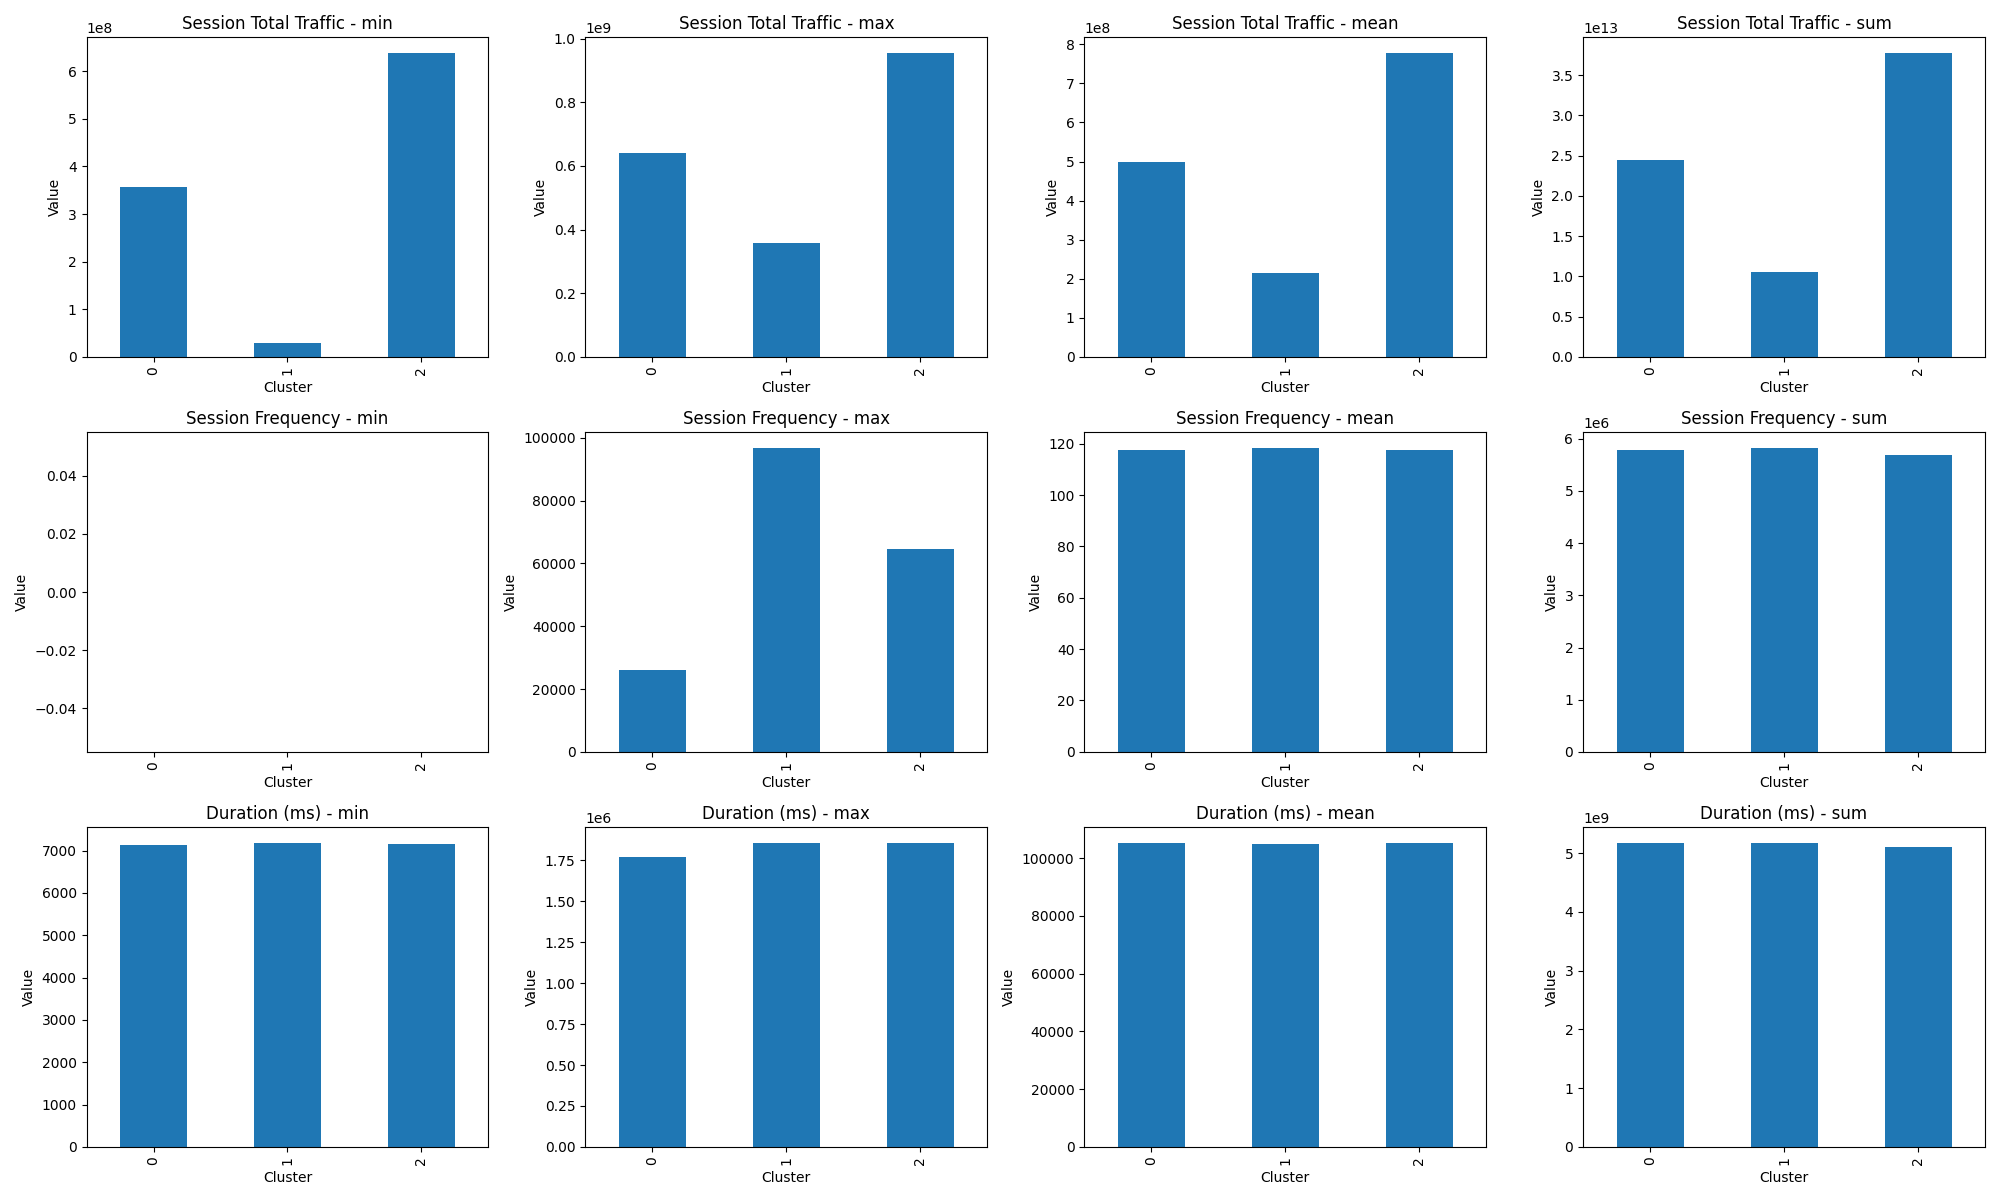 Session Total Traffic - min
1e8
6
5
4
3
2
1
0
Value
0 1 2
Cluster
Session Total Traffic - max
1e9
1.0
0.8
0.6
0.4
0.2
0.0
Value
0 1 2
Cluster
Session Total Traffic - mean
1e8
8
7
6
5
4
3
2
1
0
Value
0 1 2
Cluster
Session Total Traffic - sum
1e13
3.5
3.0
2.5
2.0
1.5
1.0
0.5
0.0
Value
0 1 2
Cluster
Session Frequency - min
0.04
0.02
0.00
−0.02
−0.04
Value
0 1 2
Cluster
Session Frequency - max
100000
80000
60000
40000
20000
0
Value
0 1 2
Cluster
Session Frequency - mean
120
100
80
60
40
20
0
Value
0 1 2
Cluster
Session Frequency - sum
1e6
6
5
4
3
2
1
0
Value
0 1 2
Cluster
Duration (ms) - min
7000
6000
5000
4000
3000
2000
1000
0
Value
0 1 2
Cluster
Duration (ms) - max
1e6
1.75
1.50
1.25
1.00
0.75
0.50
0.25
0.00
Value
0 1 2
Cluster
Duration (ms) - mean
100000
80000
60000
40000
20000
0
Value
0 1 2
Cluster
Duration (ms) - sum
1e9
5
4
3
2
1
0
Value
0 1 2
Cluster